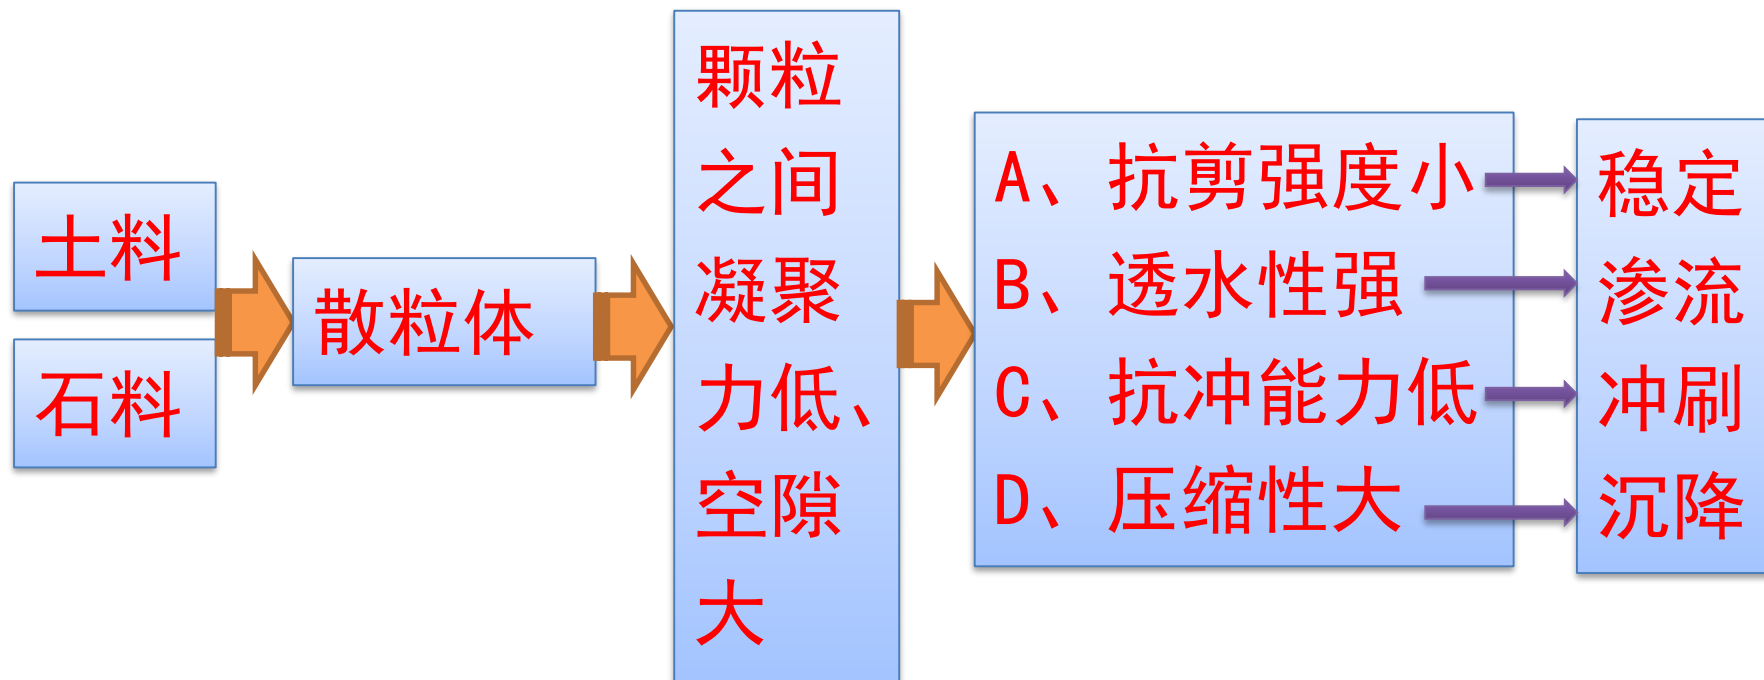 土料
石料
散粒体
颗粒
之间
凝聚
力低、
空隙
大
A、抗剪强度小
B、透水性强
C、抗冲能力低
D、压缩性大
稳定
渗流
冲刷
沉降